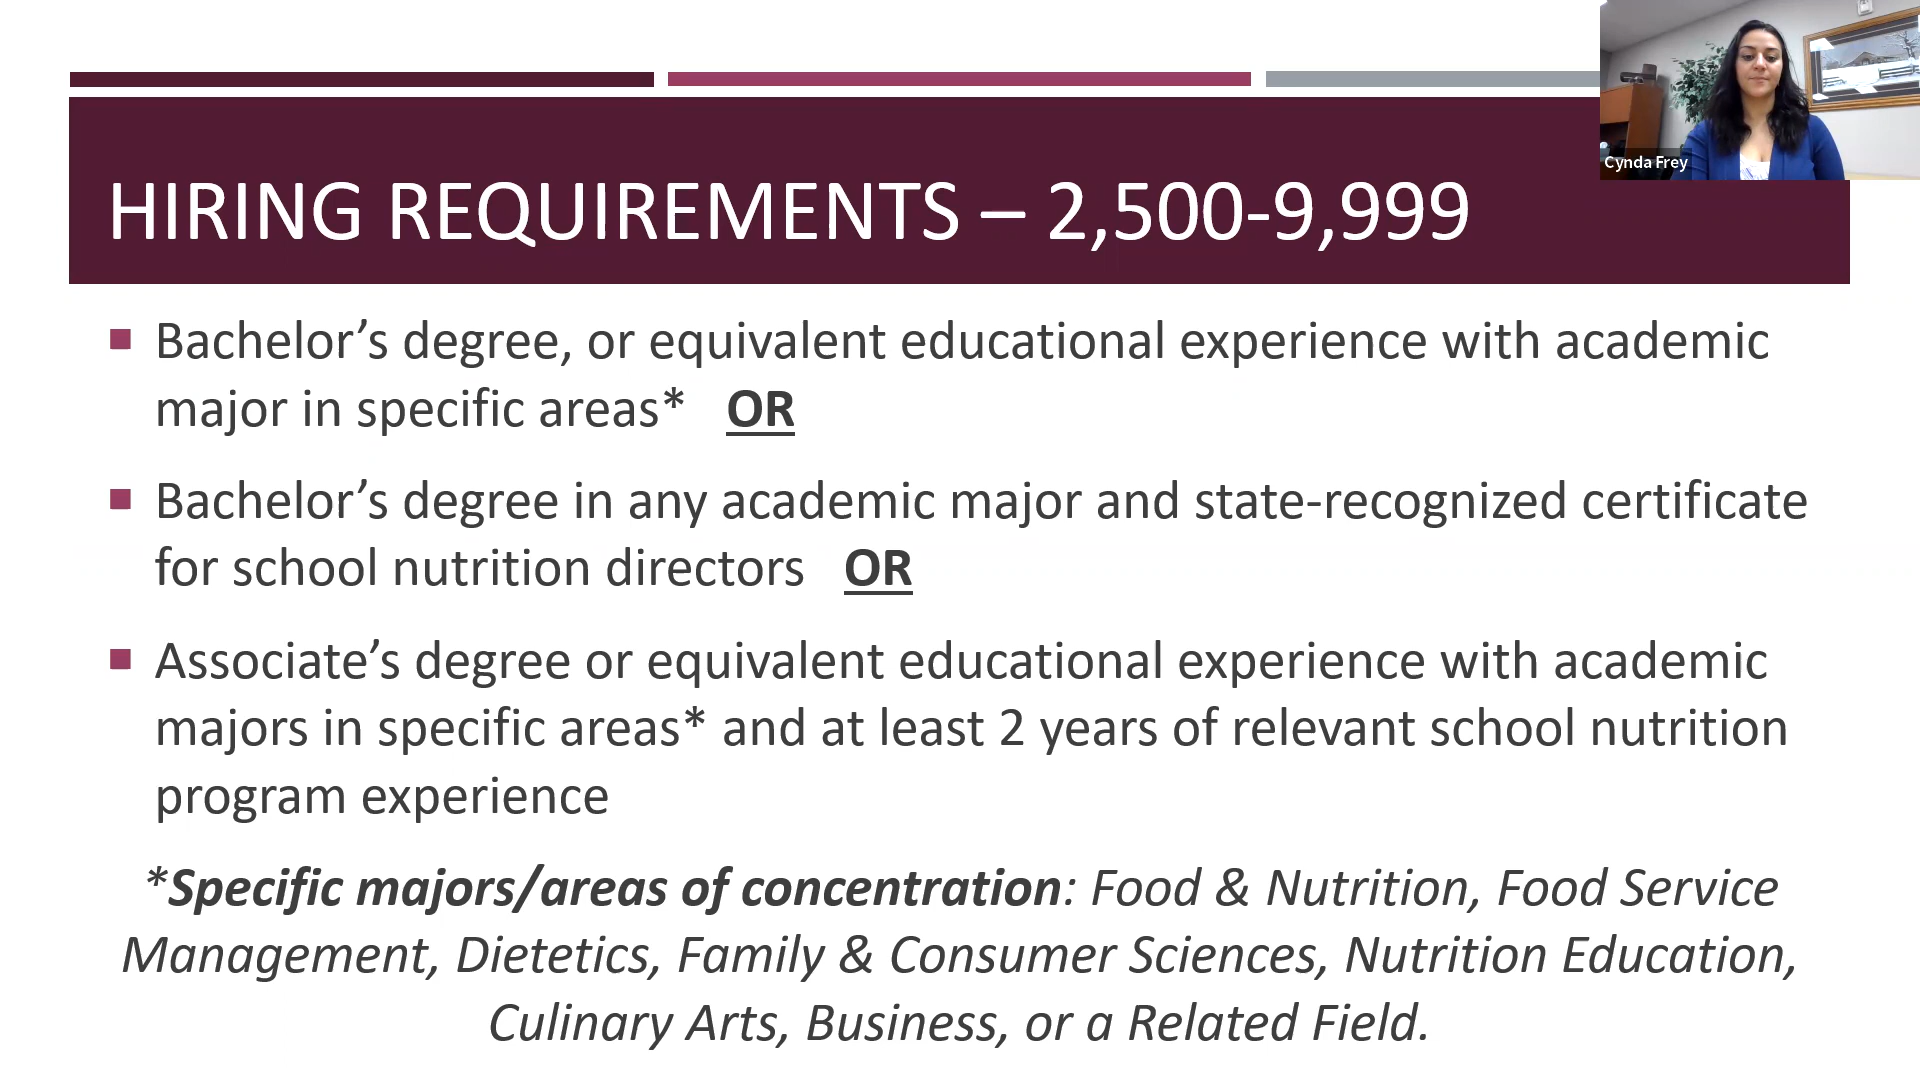 Cynda Frey
HIRING REQUIREMENTS – 2,500-9,999
■ Bachelor’s degree, or equivalent educational experience with academic
major in specific areas* OR
■ Bachelor’s degree in any academic major and state-recognized certificate
for school nutrition directors OR
■ Associate’s degree or equivalent educational experience with academic
majors in specific areas* and at least 2 years of relevant school nutrition
program experience
*Specific majors/areas of concentration: Food & Nutrition, Food Service
Management, Dietetics, Family & Consumer Sciences, Nutrition Education,
Culinary Arts, Business, or a Related Field.